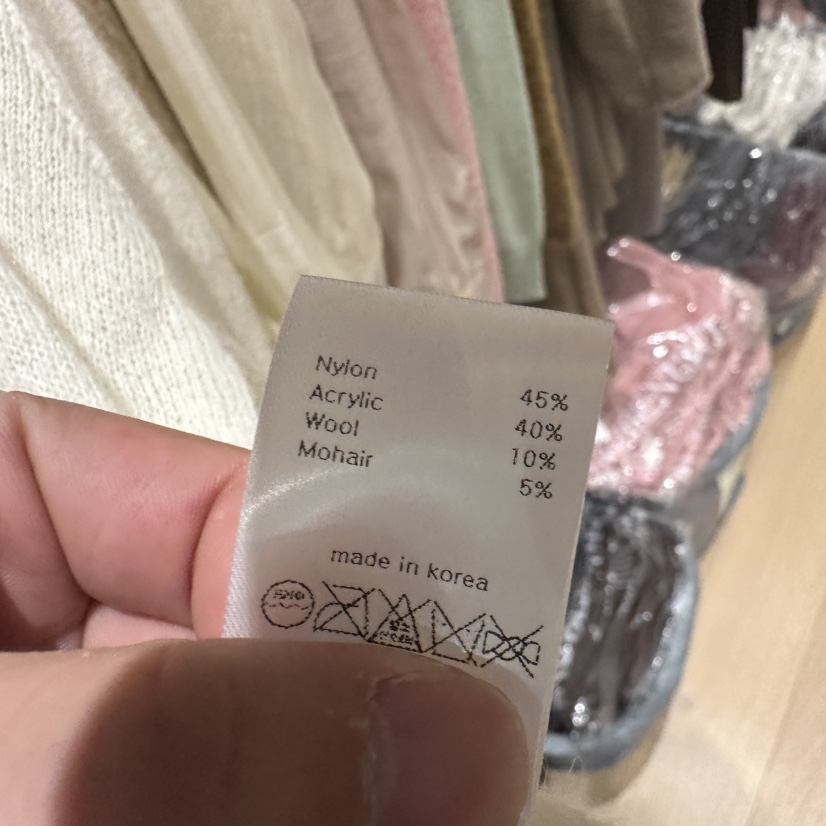 Nylon 45%
Acrylic 40%
Wool 10%
Mohair 5%
made in korea